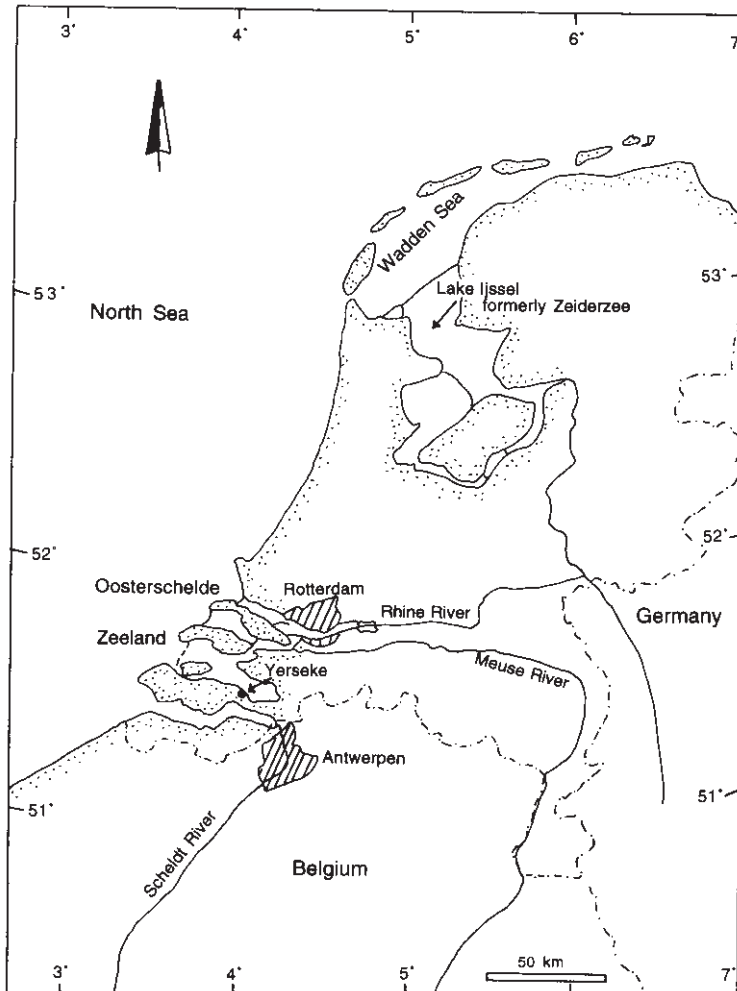 3°
4°
5°
6°
7°
Wadden Sea
53°
53°
North Sea
Lake Ijssel
formerly Zeiderzee
52°
52°
Oosterschelde
Rotterdam
Rhine River
Germany
Zeeland
Yerseke
Meuse River
Antwerpen
51°
51°
Scheldt River
Belgium
50 km
3°
4°
5°
7°